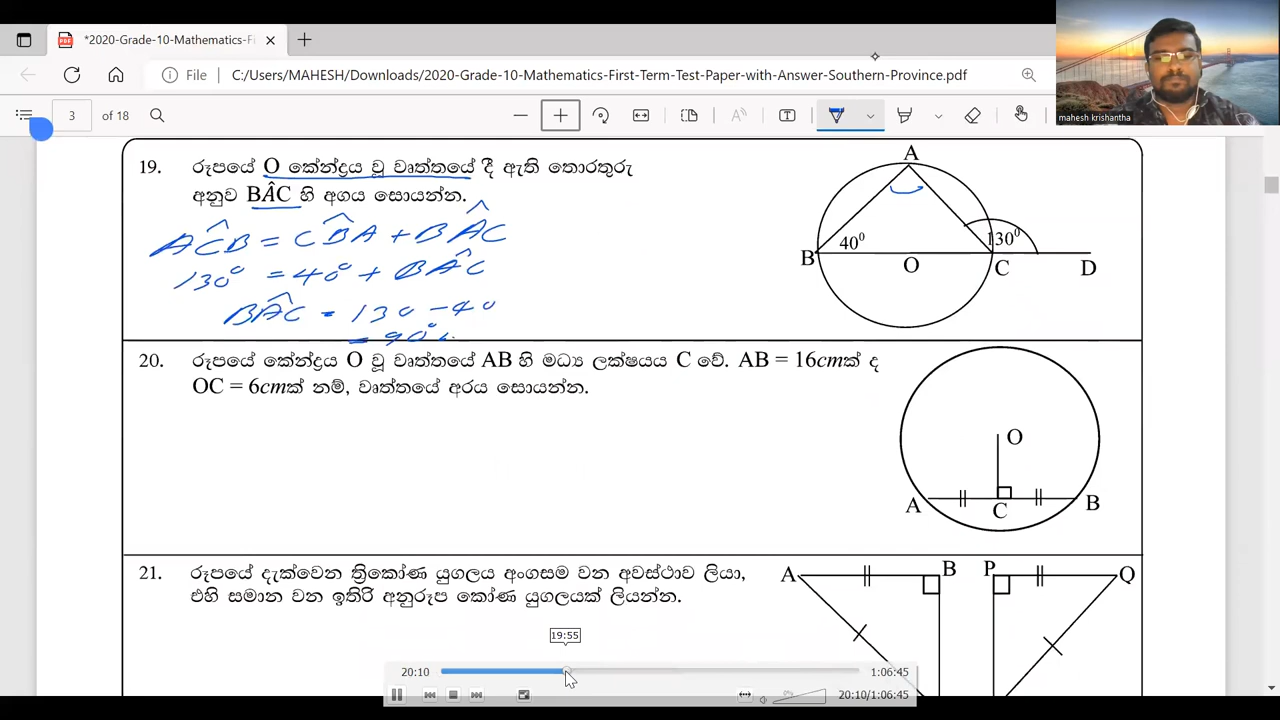 *2020-Grade-10-Mathematics-Fi
File
C:/Users/MAHESH/Downloads/2020-Grade-10-Mathematics-First-Term-Test-Paper-with-Answer-Southern-Province.pdf
mahesh krishantha
3
of 18
19. රූපයේ O කේන්ද්‍රය වූ වෘත්තයේ දී ඇති තොරතුරු
අනුව BÂC හි අගය සොයන්න.
AĈB = CB̂A + BÂC
130° = 40° + BÂC
BÂC = 130 - 40
= 90°
A
B
40°
O
C
130⁰
D
20. රූපයේ කේන්ද්‍රය O වූ වෘත්තයේ AB හි මධ්‍ය ලක්ෂයය C වේ. AB = 16cmක් ද
OC = 6cmක් නම්, වෘත්තයේ අරය සොයන්න.
O
A
C
B
21. රූපයේ දැක්වෙන ත්‍රිකෝණ යුගලය අංගසම වන අවස්ථාව ලියා,
එහි සමාන වන ඉතිරි අනුරූප කෝණ යුගලයක් ලියන්න.
A
B
P
Q
19:55
20:10
1:06:45
0%
20:10/1:06:45